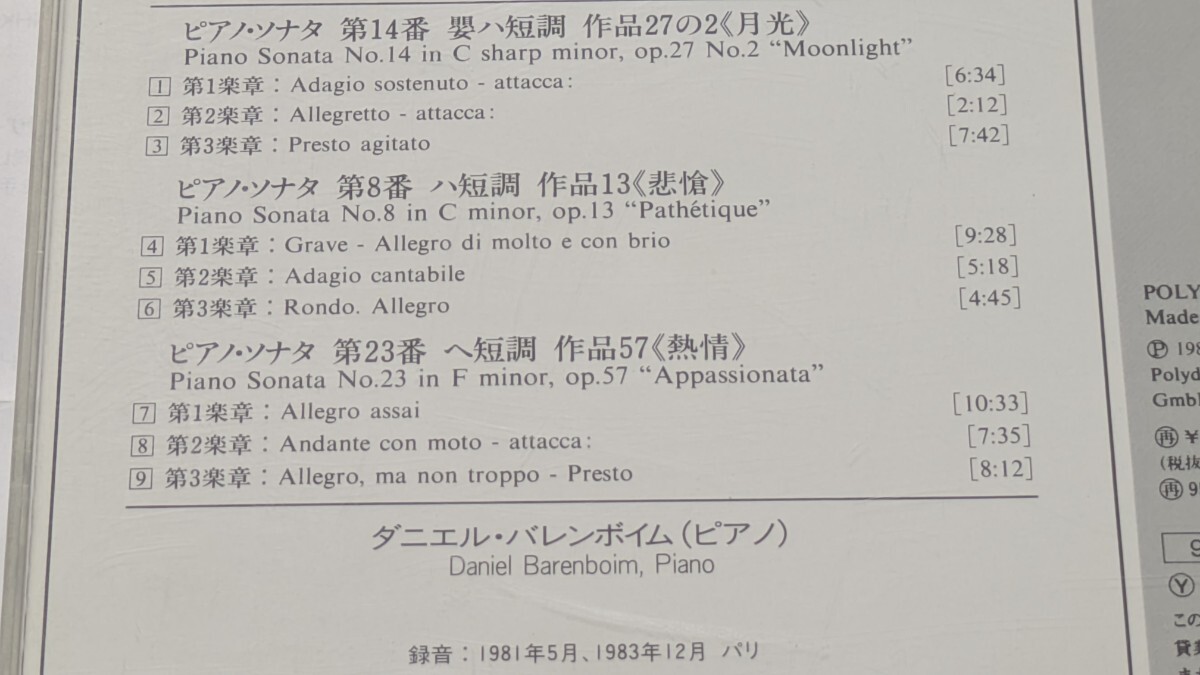 ピアノ・ソナタ 第14番 嬰ハ短調 作品27の2《月光》
Piano Sonata No.14 in C sharp minor, op.27 No.2 “Moonlight”
1 第1楽章：Adagio sostenuto - attacca: [6:34]
2 第2楽章：Allegretto - attacca: [2:12]
3 第3楽章：Presto agitato [7:42]
ピアノ・ソナタ 第8番 ハ短調 作品13《悲愴》
Piano Sonata No.8 in C minor, op.13 “Pathétique”
4 第1楽章：Grave - Allegro di molto e con brio [9:28]
5 第2楽章：Adagio cantabile [5:18]
6 第3楽章：Rondo. Allegro [4:45]
ピアノ・ソナタ 第23番 ヘ短調 作品57《熱情》
Piano Sonata No.23 in F minor, op.57 “Appassionata”
7 第1楽章：Allegro assai [10:33]
8 第2楽章：Andante con moto - attacca: [7:35]
9 第3楽章：Allegro, ma non troppo - Presto [8:12]
ダニエル・バレンボイム（ピアノ）
Daniel Barenboim, Piano
録音：1981年5月、1983年12月 パリ
POLY
Made
Ⓟ 198
Polyd
Gmb
㊢ ¥
(税抜
9
9
Ⓨ
この